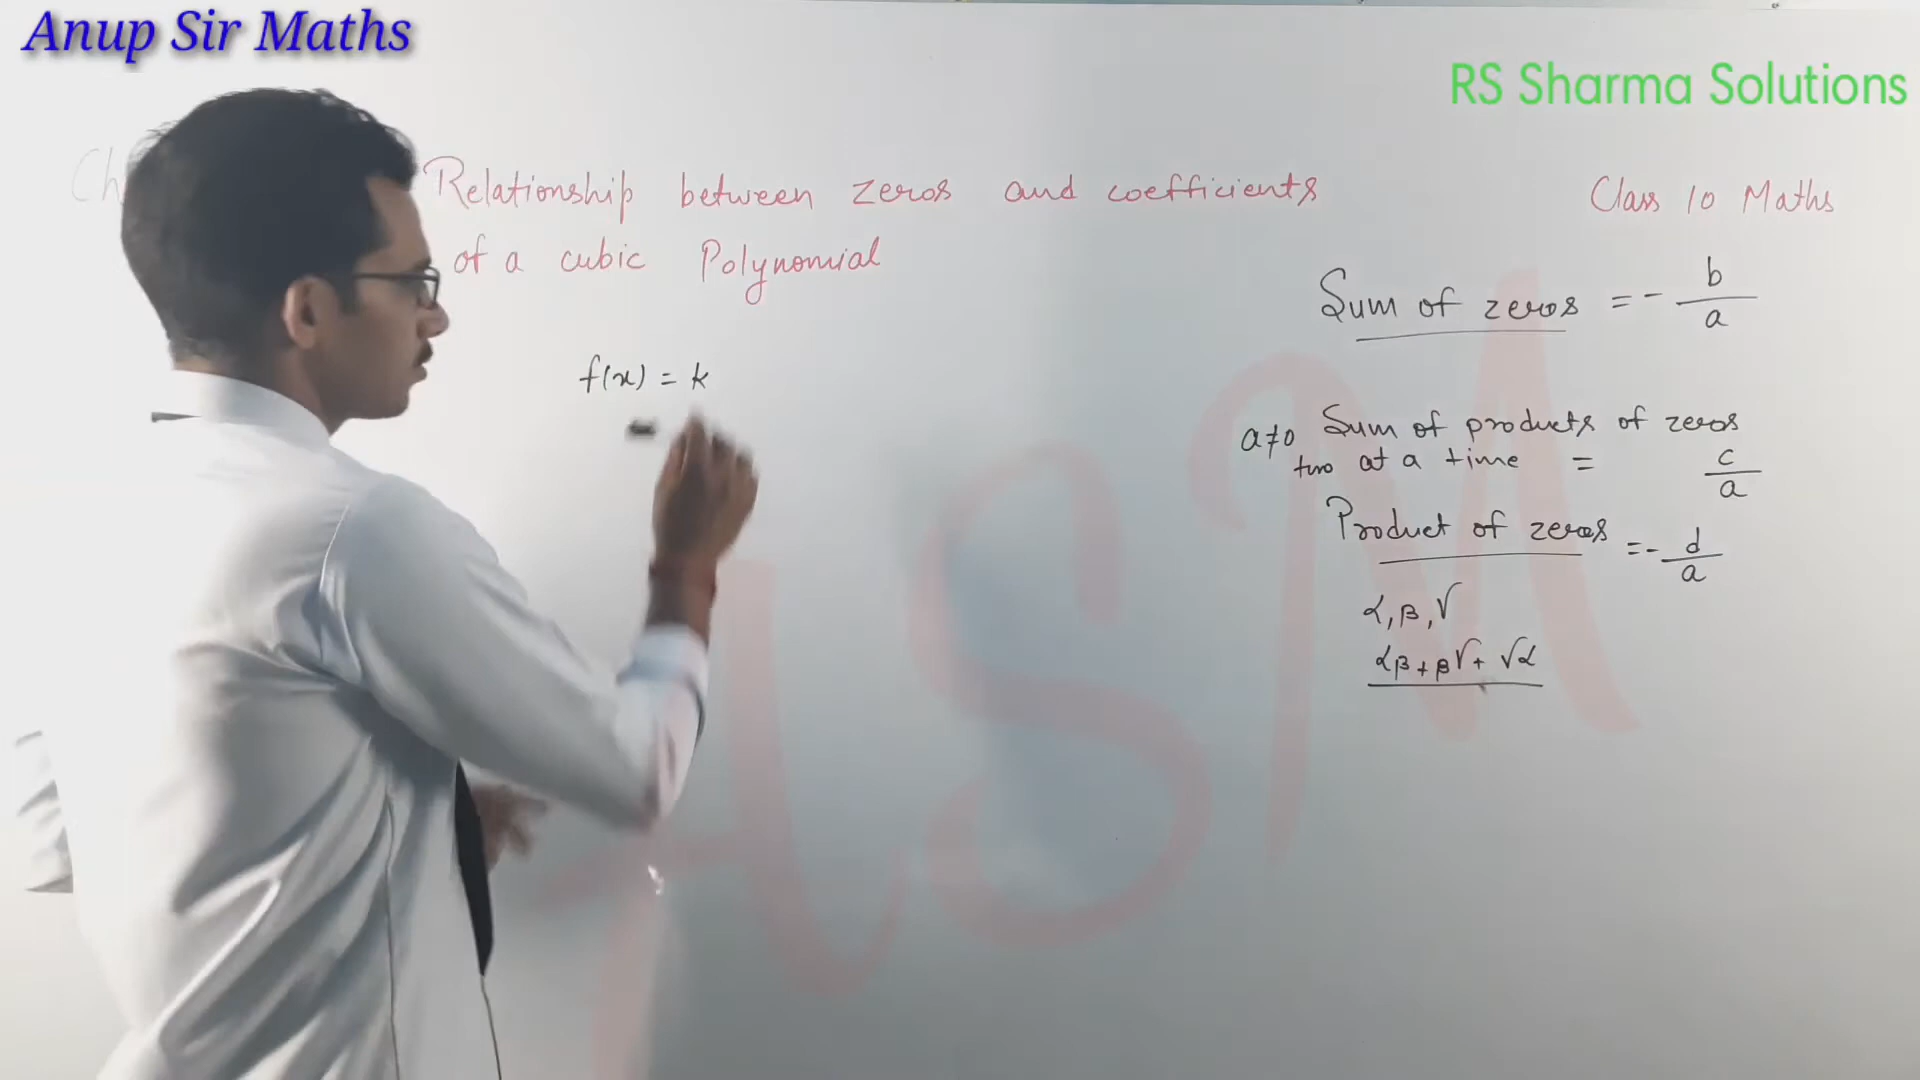 Anup Sir Maths
RS Sharma Solutions
Relationship between zeros and coefficients
of a cubic Polynomial
Class 10 Maths
f(x) = k
Sum of zeros = - b/a
a≠0 Sum of products of zeros
two at a time = c/a
Product of zeros = - d/a
α, β, γ
αβ + βγ + γα
ASM